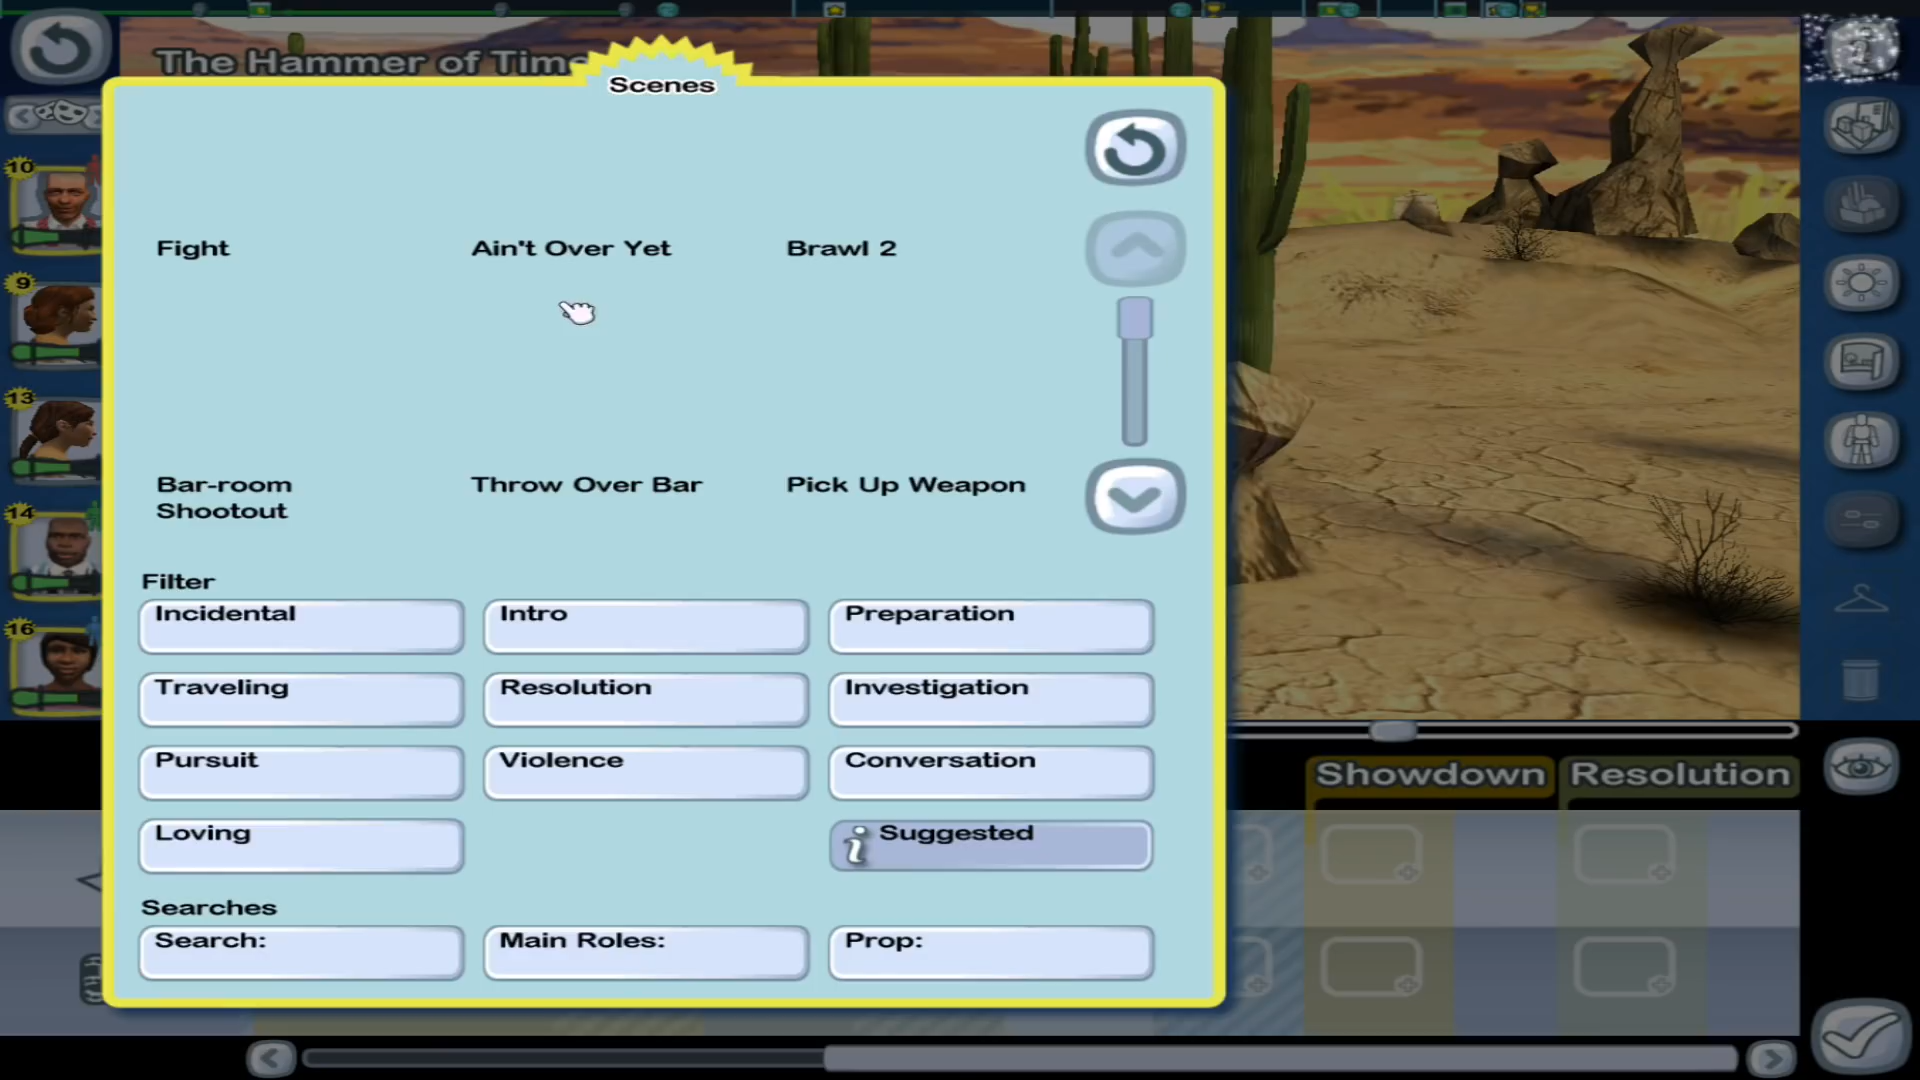 The Hammer of Time
Scenes
10
9
13
14
16
Fight
Ain't Over Yet
Brawl 2
Bar-room
Shootout
Throw Over Bar
Pick Up Weapon
Filter
Incidental
Intro
Preparation
Traveling
Resolution
Investigation
Pursuit
Violence
Conversation
Loving
i Suggested
Searches
Search:
Main Roles:
Prop:
Showdown
Resolution